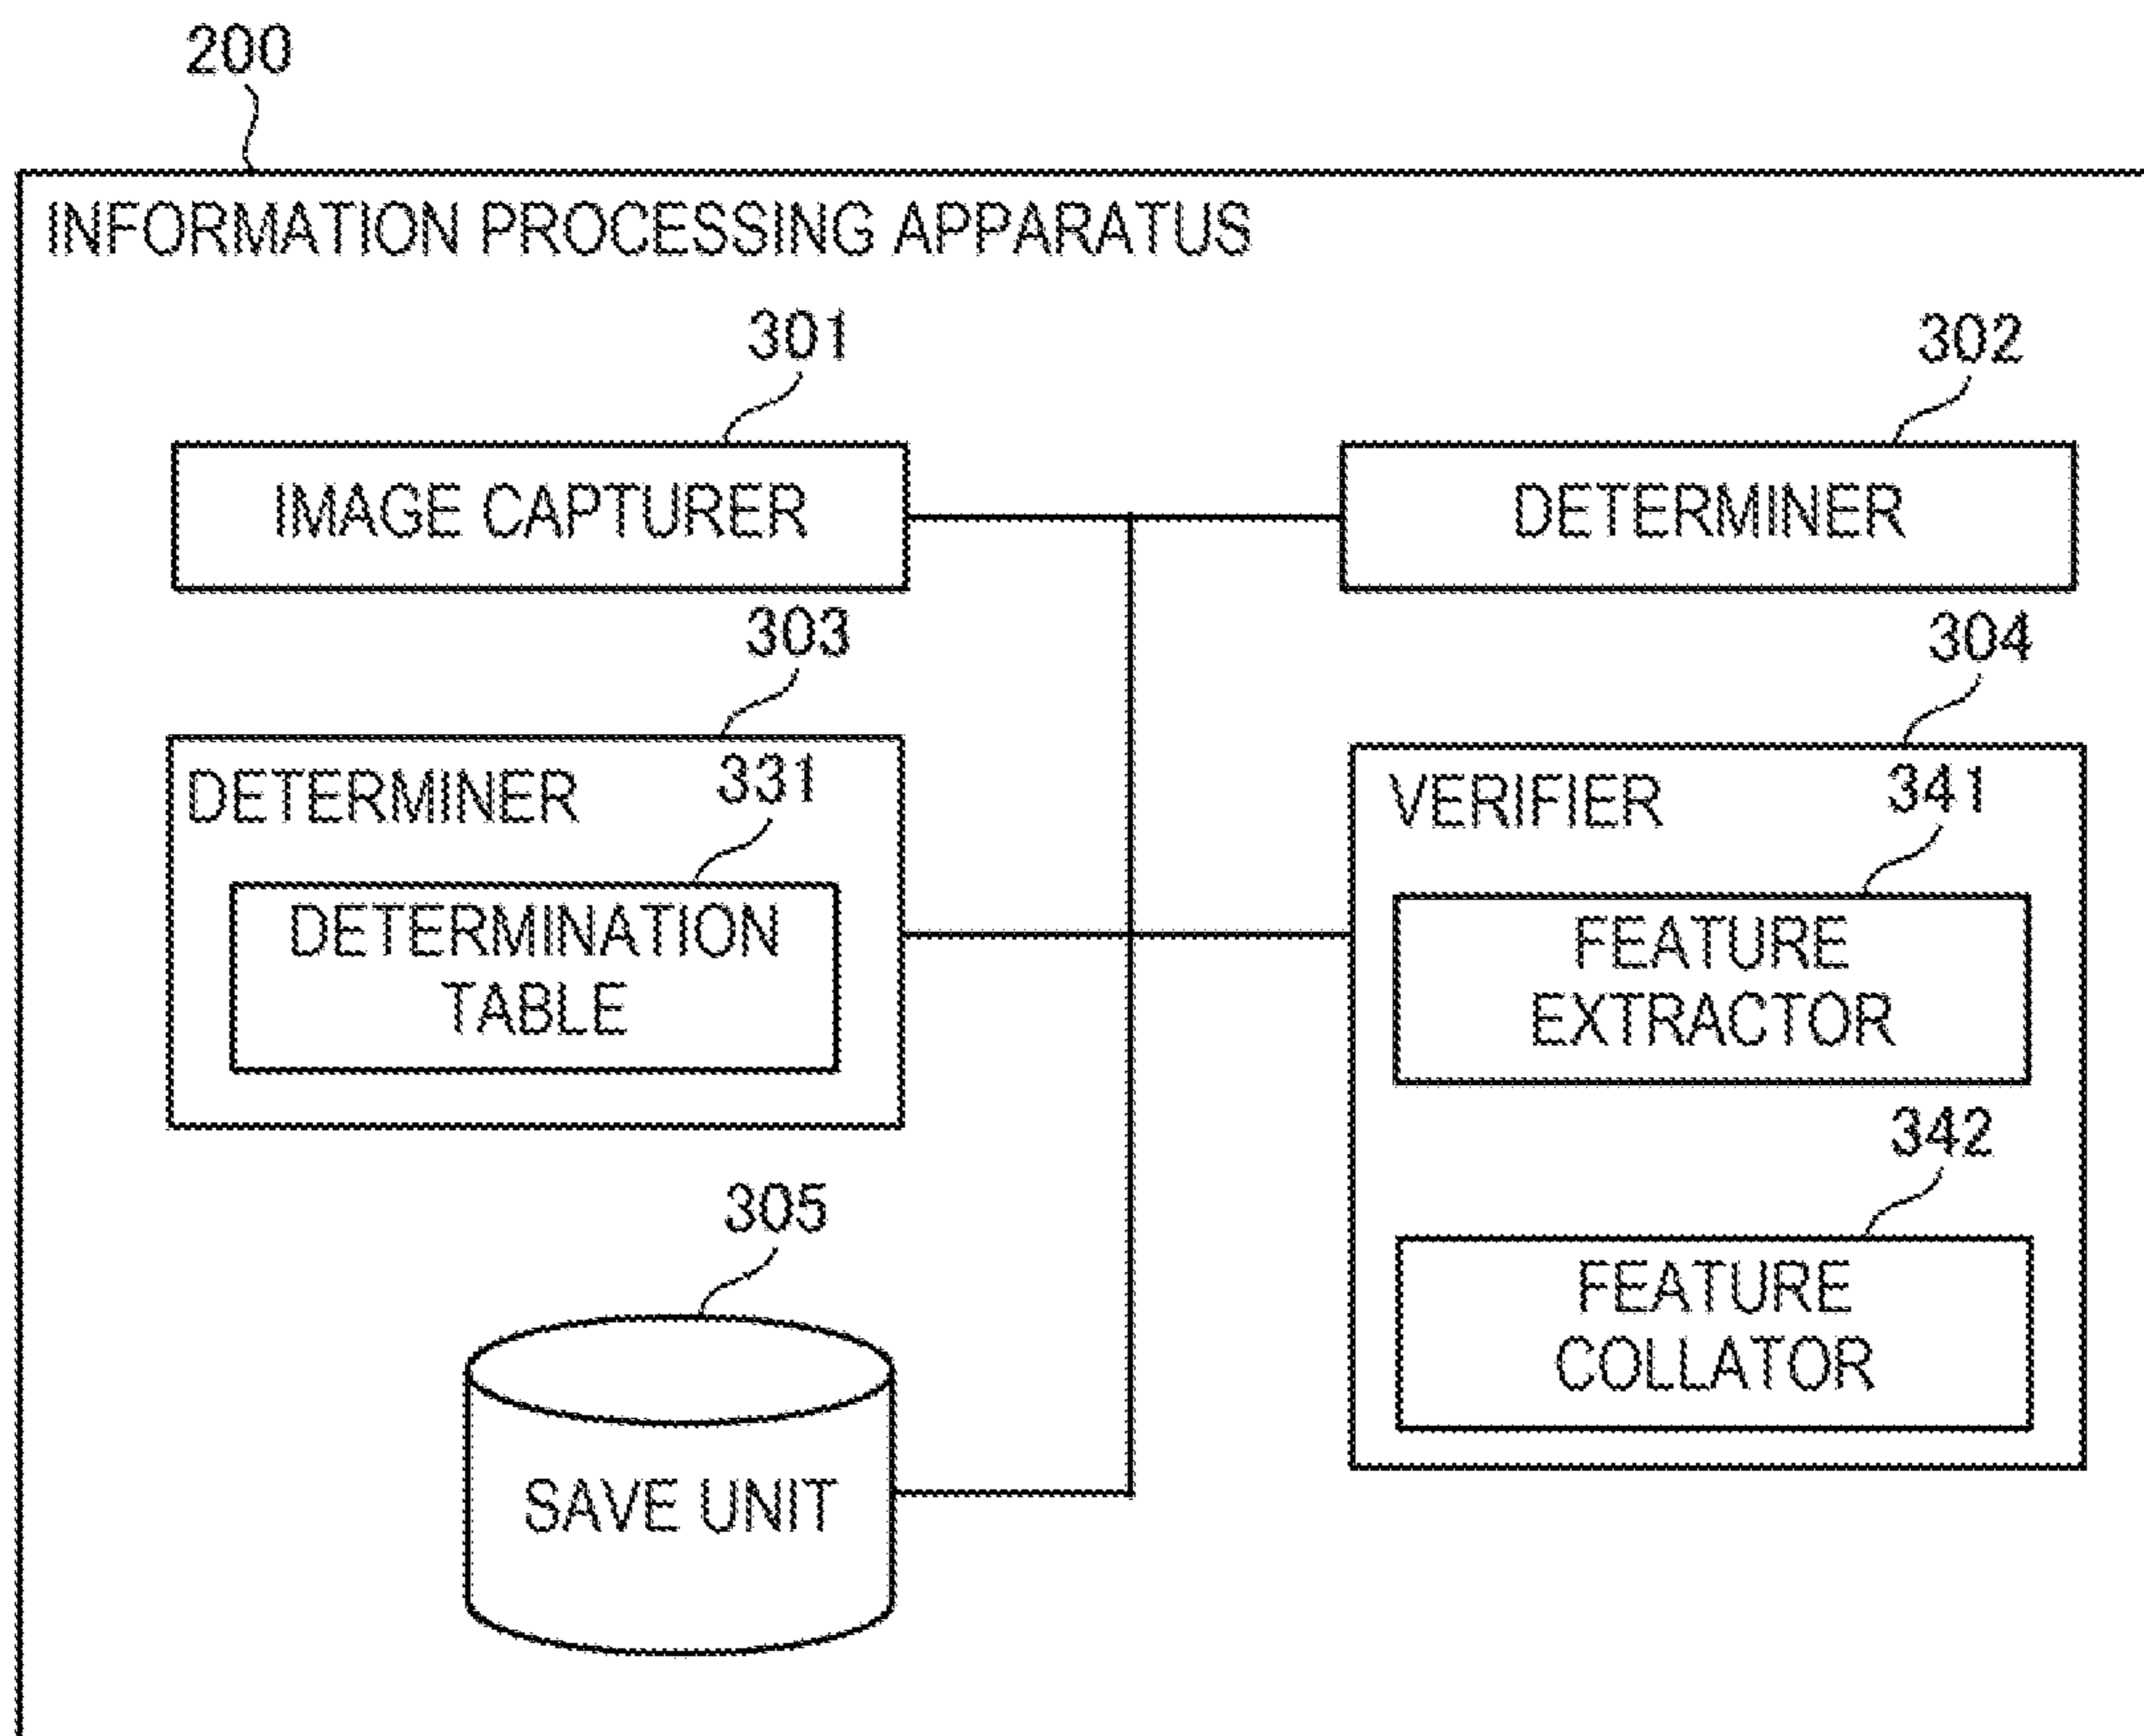 200
INFORMATION PROCESSING APPARATUS
301
302
IMAGE CAPTURER
DETERMINER
303
304
DETERMINER
331
VERIFIER
341
DETERMINATION
TABLE
FEATURE
EXTRACTOR
342
305
FEATURE
COLLATOR
SAVE UNIT